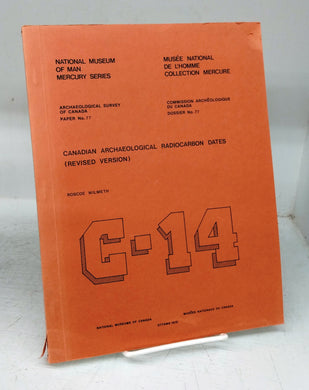 NATIONAL MUSEUM
OF MAN
MERCURY SERIES
MUSÉE NATIONAL
DE L'HOMME
COLLECTION MERCURE
ARCHAEOLOGICAL SURVEY
OF CANADA
PAPER No. 77
COMMISSION ARCHÉOLOGIQUE
DU CANADA
DOSSIER No. 77
CANADIAN ARCHAEOLOGICAL RADIOCARBON DATES
(REVISED VERSION)
ROSCOE WILMETH
C-14
NATIONAL MUSEUMS OF CANADA
MUSÉES NATIONAUX DU CANADA
OTTAWA